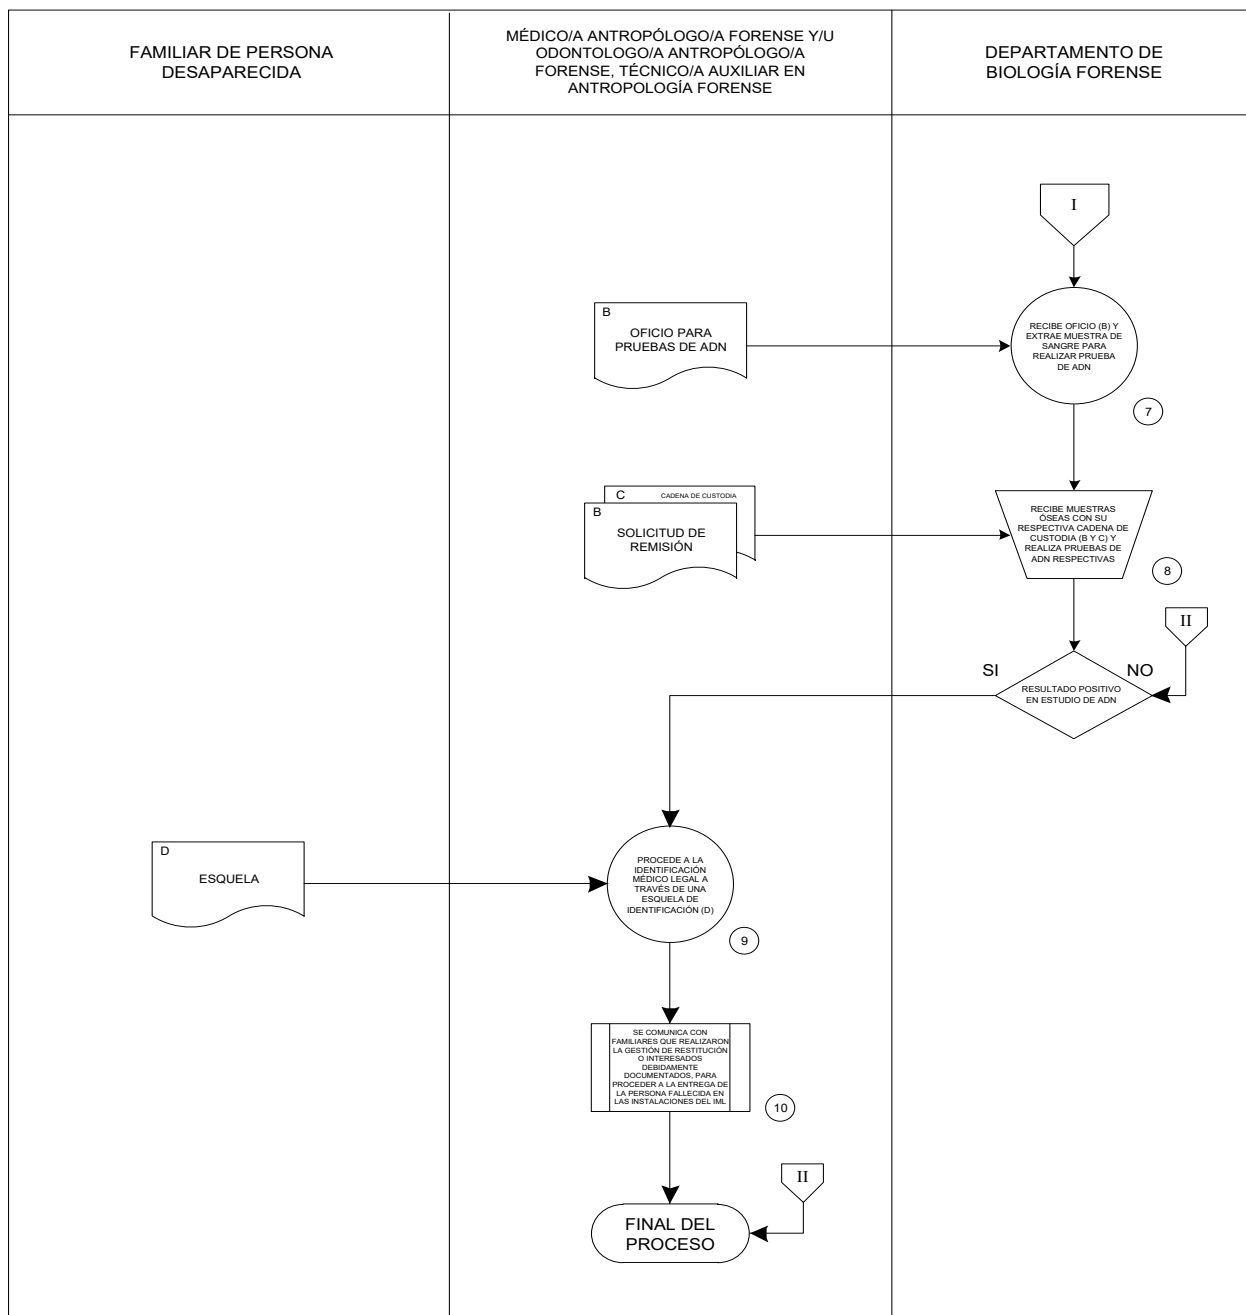 FAMILIAR DE PERSONA
DESAPARECIDA
MÉDICO/A ANTROPÓLOGO/A FORENSE Y/U
ODONTOLOGO/A ANTROPÓLOGO/A
FORENSE, TÉCNICO/A AUXILIAR EN
ANTROPOLOGÍA FORENSE
DEPARTAMENTO DE
BIOLOGÍA FORENSE
I
B
OFICIO PARA
PRUEBAS DE ADN
RECIBE OFICIO (B) Y
EXTRAE MUESTRA DE
SANGRE PARA
REALIZAR PRUEBA
DE ADN
7
C
CADENA DE CUSTODIA
B
SOLICITUD DE
REMISIÓN
RECIBE MUESTRAS
ÓSEAS CON SU
RESPECTIVA CADENA DE
CUSTODIA (B Y C) Y
REALIZA PRUEBAS DE
ADN RESPECTIVAS
8
II
SI
NO
RESULTADO POSITIVO
EN ESTUDIO DE ADN
D
ESQUELA
PROCEDE A LA
IDENTIFICACIÓN
MÉDICO LEGAL A
TRAVÉS DE UNA
ESQUELA DE
IDENTIFICACIÓN (D)
9
SE COMUNICA CON
FAMILIARES QUE REALIZARON
LA GESTIÓN DE RESTITUCIÓN
O INTERESADOS
DEBIDAMENTE
DOCUMENTADOS, PARA
PROCEDER A LA ENTREGA DE
LA PERSONA FALLECIDA EN
LAS INSTALACIONES DEL IML
10
II
FINAL DEL
PROCESO